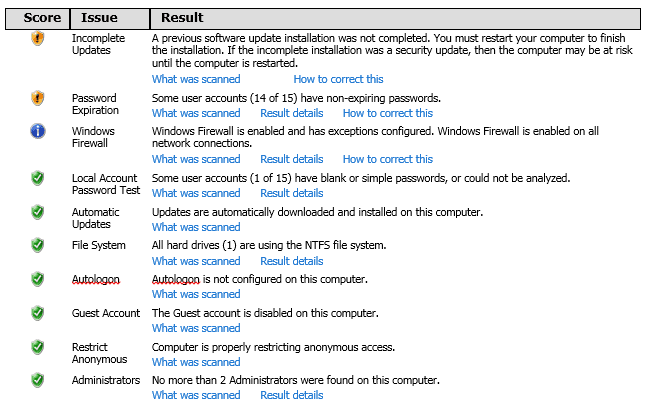 Score Issue Result
Incomplete Updates A previous software update installation was not completed. You must restart your computer to finish
the installation. If the incomplete installation was a security update, then the computer may be at risk
until the computer is restarted.
What was scanned How to correct this
Password Expiration Some user accounts (14 of 15) have non-expiring passwords.
What was scanned Result details How to correct this
Windows Firewall Windows Firewall is enabled and has exceptions configured. Windows Firewall is enabled on all
network connections.
What was scanned Result details How to correct this
Local Account Password Test Some user accounts (1 of 15) have blank or simple passwords, or could not be analyzed.
What was scanned Result details
Automatic Updates Updates are automatically downloaded and installed on this computer.
What was scanned
File System All hard drives (1) are using the NTFS file system.
What was scanned Result details
Autologon Autologon is not configured on this computer.
What was scanned
Guest Account The Guest account is disabled on this computer.
What was scanned
Restrict Anonymous Computer is properly restricting anonymous access.
What was scanned
Administrators No more than 2 Administrators were found on this computer.
What was scanned Result details